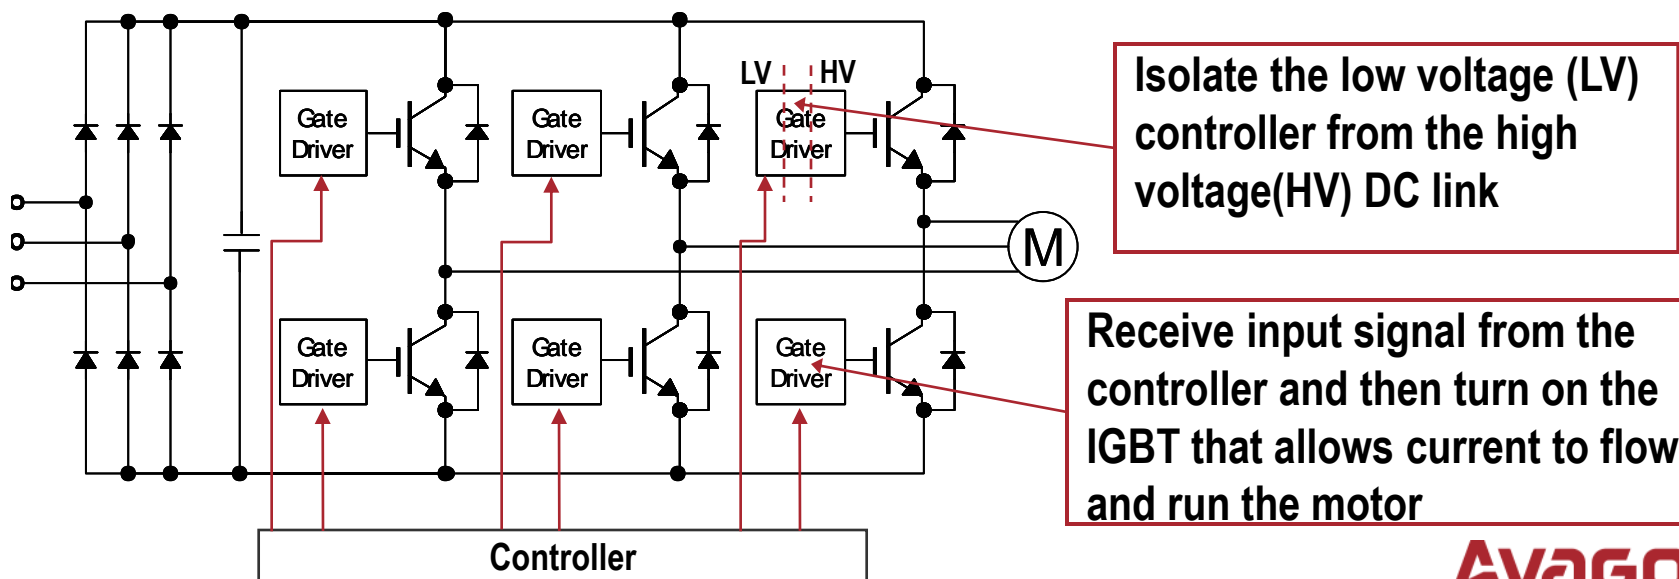 LV HV
Gate
Driver
Gate
Driver
Gate
Driver
Isolate the low voltage (LV)
controller from the high
voltage(HV) DC link
M
Gate
Driver
Gate
Driver
Gate
Driver
Receive input signal from the
controller and then turn on the
IGBT that allows current to flow
and run the motor
Controller
AVAGO